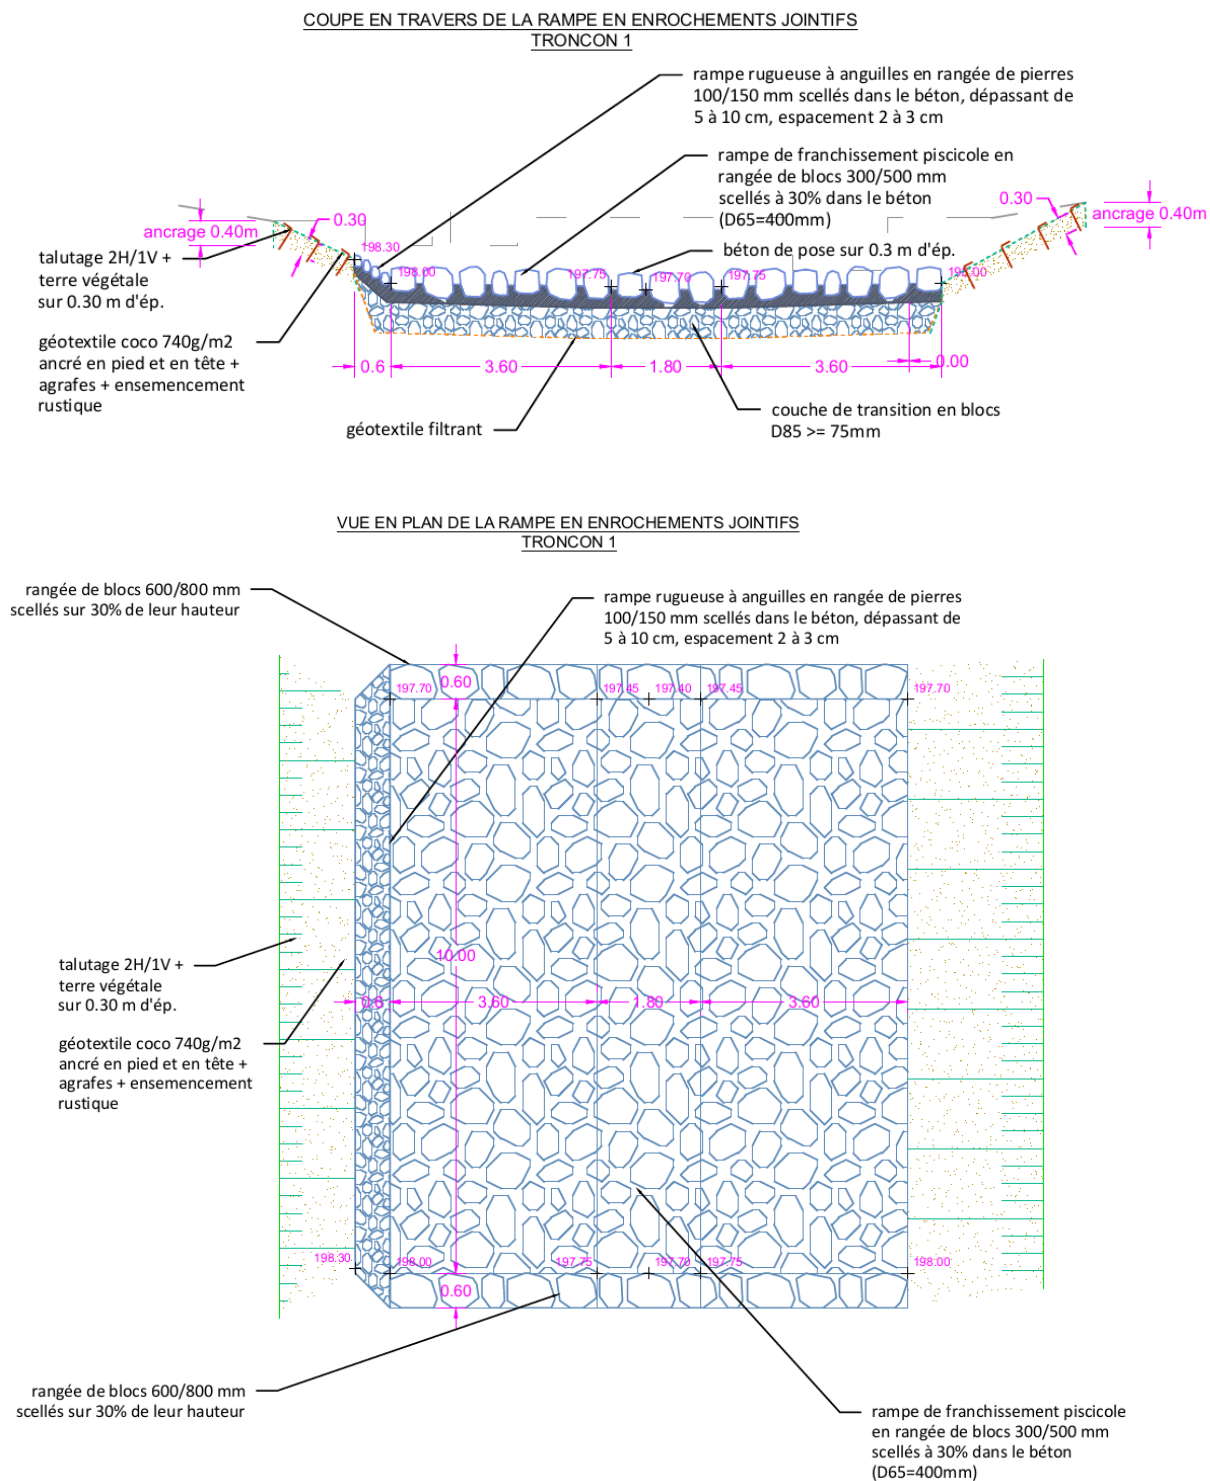 COUPE EN TRAVERS DE LA RAMPE EN ENROCHEMENTS JOINTIFS
TRONCON 1
rampe rugueuse à anguilles en rangée de pierres
100/150 mm scellés dans le béton, dépassant de
5 à 10 cm, espacement 2 à 3 cm
rampe de franchissement piscicole en
rangée de blocs 300/500 mm
scellés à 30% dans le béton
(D65=400mm)
béton de pose sur 0.3 m d'ép.
ancrage 0.40m
0.30
0.30
ancrage 0.40m
talutage 2H/1V +
terre végétale
sur 0.30 m d'ép.
198.30
198.00
197.75
197.70
197.75
198.00
géotextile coco 740g/m2
ancré en pied et en tête +
agrafes + ensemencement
rustique
0.6
3.60
1.80
3.60
0.00
géotextile filtrant
couche de transition en blocs
D85 >= 75mm
VUE EN PLAN DE LA RAMPE EN ENROCHEMENTS JOINTIFS
TRONCON 1
rangée de blocs 600/800 mm
scellés sur 30% de leur hauteur
rampe rugueuse à anguilles en rangée de pierres
100/150 mm scellés dans le béton, dépassant de
5 à 10 cm, espacement 2 à 3 cm
0.60
197.70
197.45
197.40
197.45
197.70
10.00
talutage 2H/1V +
terre végétale
sur 0.30 m d'ép.
0.6
3.60
1.80
3.60
géotextile coco 740g/m2
ancré en pied et en tête +
agrafes + ensemencement
rustique
198.30
198.00
197.75
197.70
197.75
198.00
0.60
rangée de blocs 600/800 mm
scellés sur 30% de leur hauteur
rampe de franchissement piscicole
en rangée de blocs 300/500 mm
scellés à 30% dans le béton
(D65=400mm)